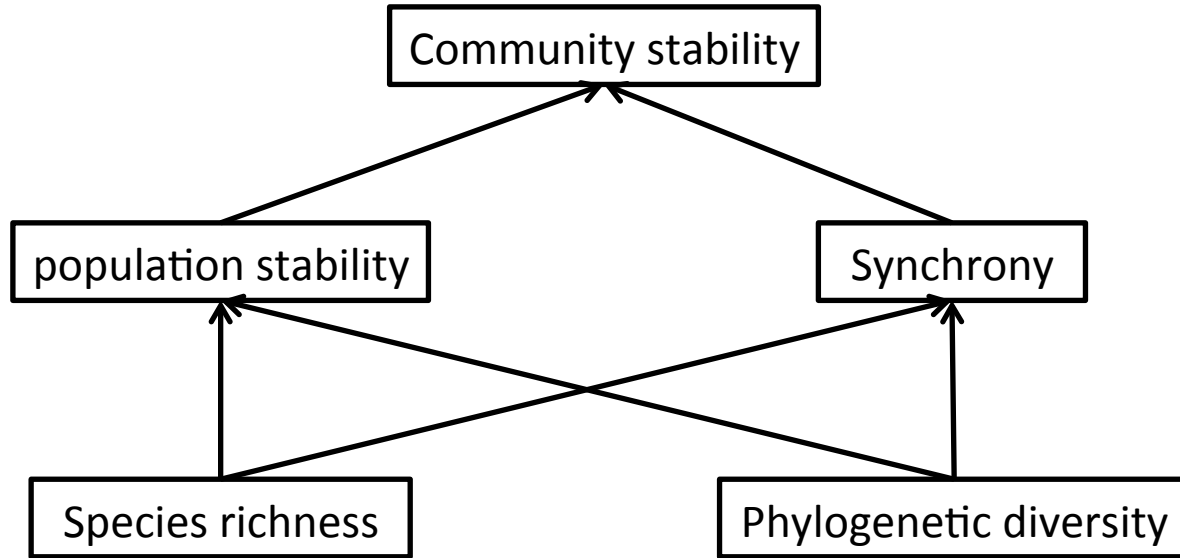 Community stability
population stability
Synchrony
Species richness
Phylogenetic diversity